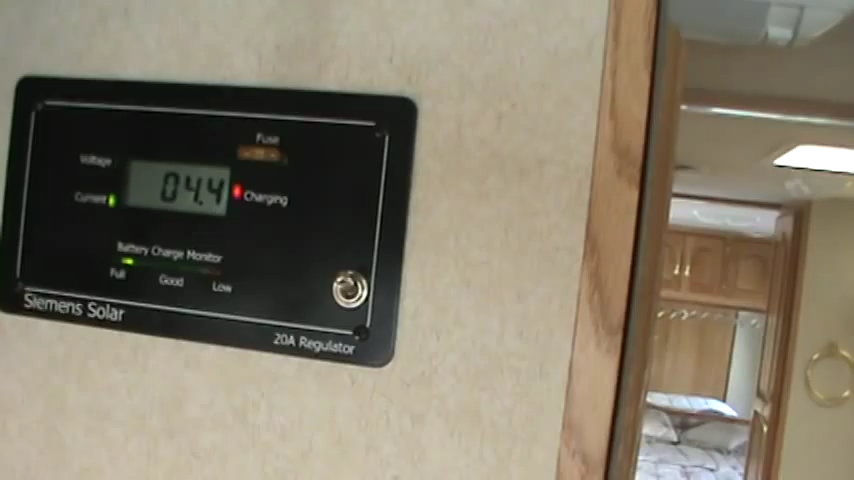 Fuse
Voltage
04.4
Current
Charging
Battery Charge Monitor
Full
Good
Low
Siemens Solar
20A Regulator